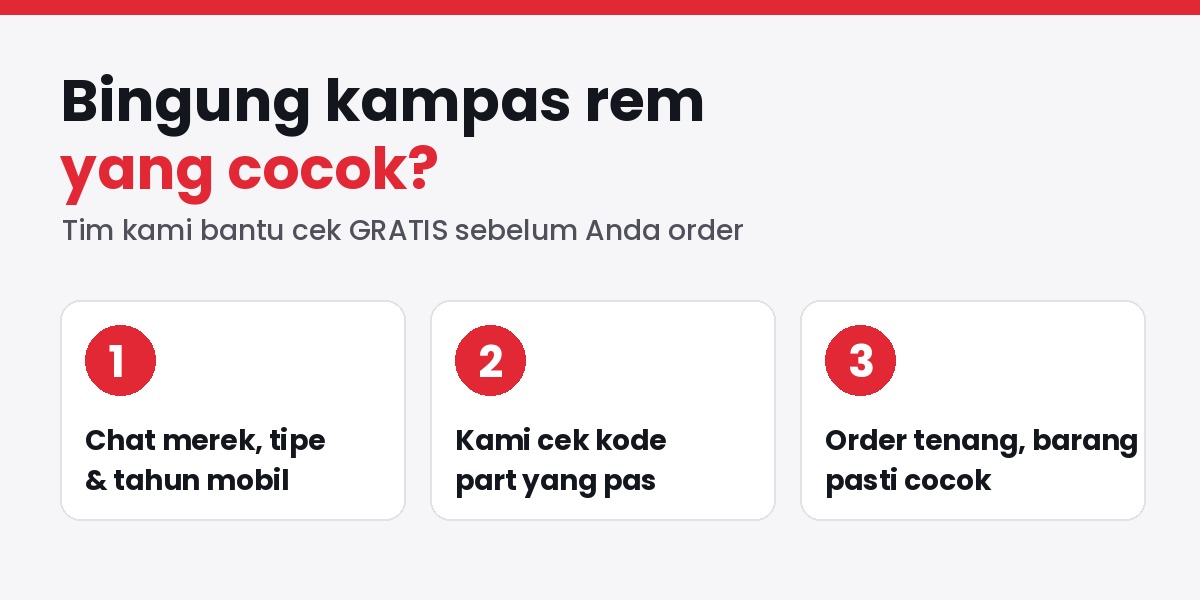 Bingung kampas rem
yang cocok?
Tim kami bantu cek GRATIS sebelum Anda order
1
Chat merek, tipe
& tahun mobil
2
Kami cek kode
part yang pas
3
Order tenang, barang
pasti cocok